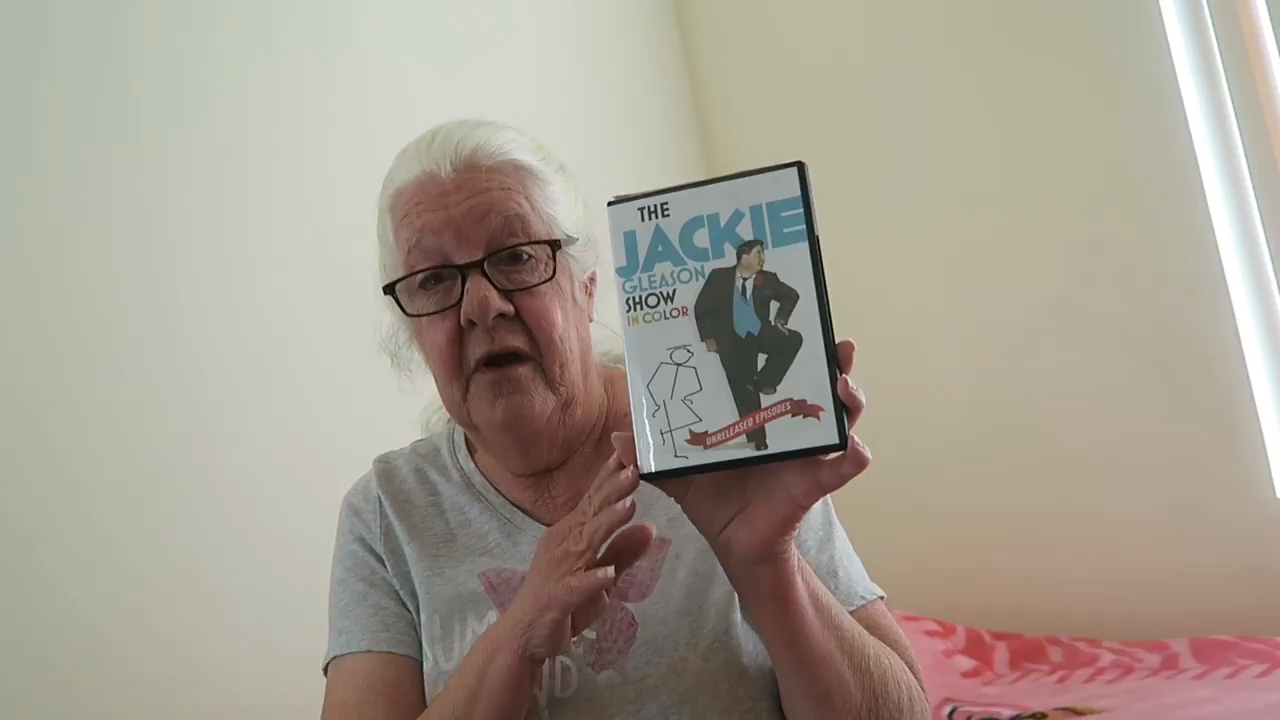 THE
JACKIE
GLEASON
SHOW
IN COLOR
UNRELEASED EPISODES